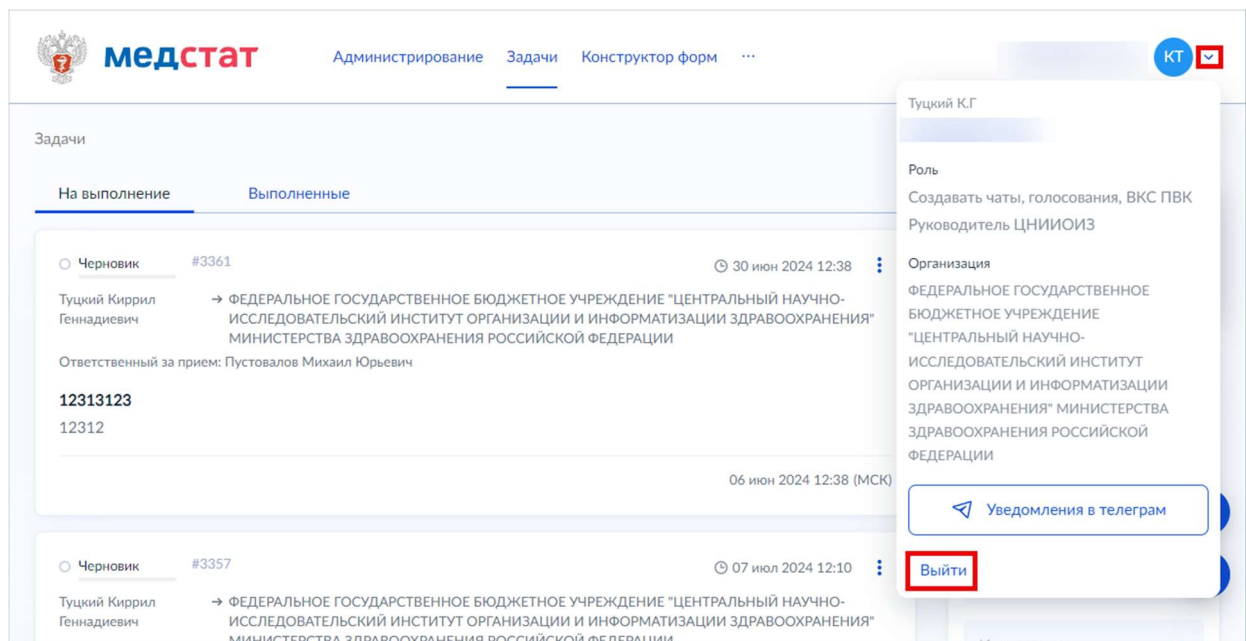 медстат
Администрирование Задачи Конструктор форм ...
КТ
Туцкий К.Г
Роль
Создавать чаты, голосования, ВКС ПВК
Руководитель ЦНИИОИЗ
Организация
ФЕДЕРАЛЬНОЕ ГОСУДАРСТВЕННОЕ
БЮДЖЕТНОЕ УЧРЕЖДЕНИЕ
"ЦЕНТРАЛЬНЫЙ НАУЧНО-
ИССЛЕДОВАТЕЛЬСКИЙ ИНСТИТУТ
ОРГАНИЗАЦИИ И ИНФОРМАТИЗАЦИИ
ЗДРАВООХРАНЕНИЯ" МИНИСТЕРСТВА
ЗДРАВООХРАНЕНИЯ РОССИЙСКОЙ
ФЕДЕРАЦИИ
Уведомления в телеграм
Выйти
Задачи
На выполнение Выполненные
Черновик #3361 30 июн 2024 12:38
Туцкий Киррил
Геннадиевич
→ ФЕДЕРАЛЬНОЕ ГОСУДАРСТВЕННОЕ БЮДЖЕТНОЕ УЧРЕЖДЕНИЕ "ЦЕНТРАЛЬНЫЙ НАУЧНО-
ИССЛЕДОВАТЕЛЬСКИЙ ИНСТИТУТ ОРГАНИЗАЦИИ И ИНФОРМАТИЗАЦИИ ЗДРАВООХРАНЕНИЯ"
МИНИСТЕРСТВА ЗДРАВООХРАНЕНИЯ РОССИЙСКОЙ ФЕДЕРАЦИИ
Ответственный за прием: Пустовалов Михаил Юрьевич
12313123
12312
06 июн 2024 12:38 (МСК)
Черновик #3357 07 июл 2024 12:10
Туцкий Киррил
Геннадиевич
→ ФЕДЕРАЛЬНОЕ ГОСУДАРСТВЕННОЕ БЮДЖЕТНОЕ УЧРЕЖДЕНИЕ "ЦЕНТРАЛЬНЫЙ НАУЧНО-
ИССЛЕДОВАТЕЛЬСКИЙ ИНСТИТУТ ОРГАНИЗАЦИИ И ИНФОРМАТИЗАЦИИ ЗДРАВООХРАНЕНИЯ"
МИНИСТЕРСТВА ЗДРАВООХРАНЕНИЯ РОССИЙСКОЙ ФЕДЕРАЦИИ